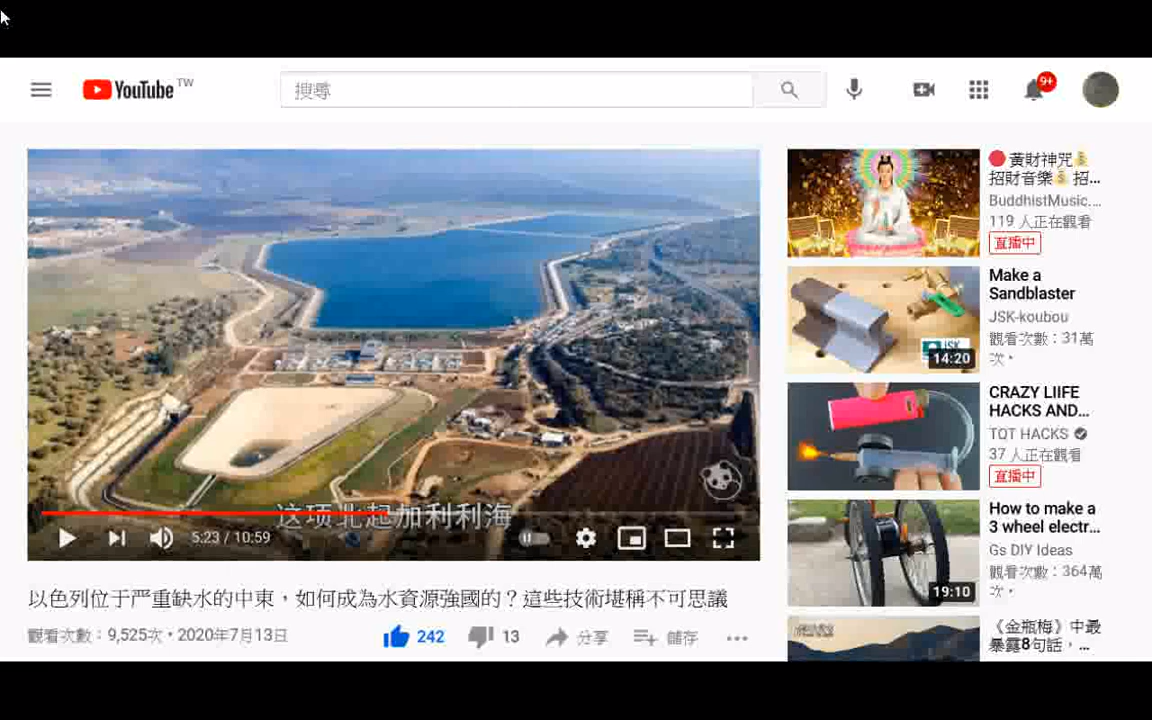 YouTube TW
搜尋
9+
这项北起加利利海
5:23 / 10:59
以色列位于严重缺水的中東，如何成為水資源強國的？這些技術堪稱不可思議
觀看次數：9,525次 • 2020年7月13日
242
13
分享
儲存
黃財神咒
招財音樂 招...
BuddhistMusic....
119 人正在觀看
直播中
Make a
Sandblaster
JSK-koubou
觀看次數：31萬
次 •
JSK
14:20
CRAZY LIIFE
HACKS AND...
TQT HACKS
37 人正在觀看
直播中
How to make a
3 wheel electr...
Gs DIY Ideas
觀看次數：364萬
次 •
19:10
《金瓶梅》中最
暴露8句話，...